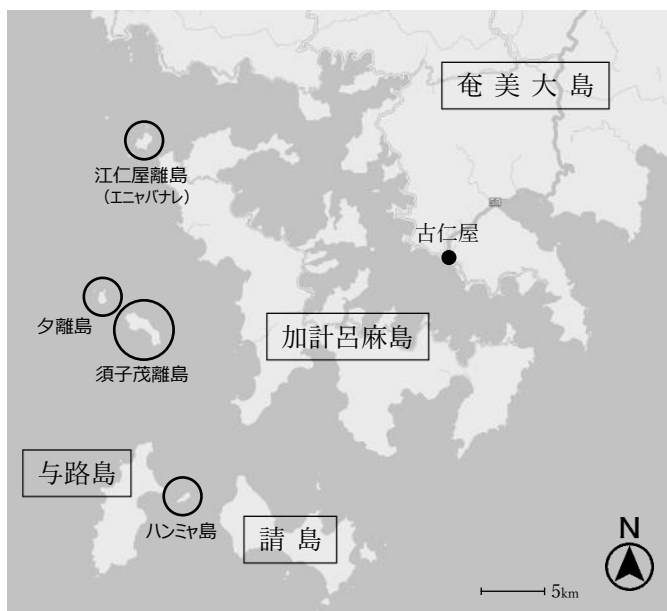 奄美大島
江仁屋離島
(エニャバナレ)
古仁屋
夕離島
須子茂離島
加計呂麻島
与路島
ハンミャ島
請島
N
5km